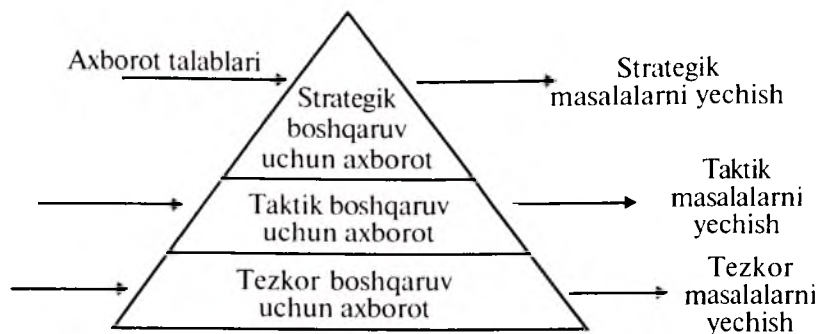 Axborot talablari
Strategik
boshqaruv
uchun axborot
Strategik
masalalarni yechish
Taktik boshqaruv
uchun axborot
Taktik
masalalarni
yechish
Tezkor boshqaruv
uchun axborot
Tezkor
masalalarni
yechish